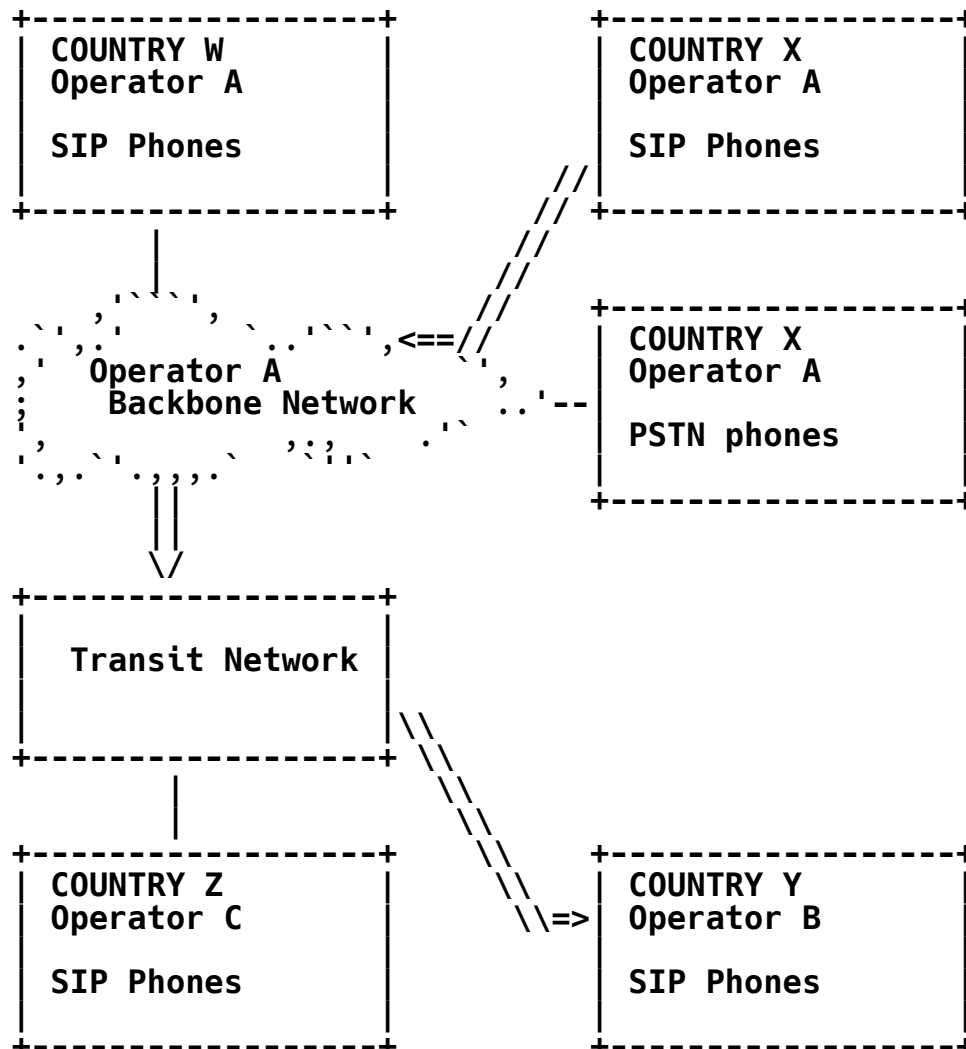 COUNTRY W
Operator A
SIP Phones
COUNTRY X
Operator A
SIP Phones
Operator A
Backbone Network
COUNTRY X
Operator A
PSTN phones
Transit Network
COUNTRY Z
Operator C
SIP Phones
COUNTRY Y
Operator B
SIP Phones